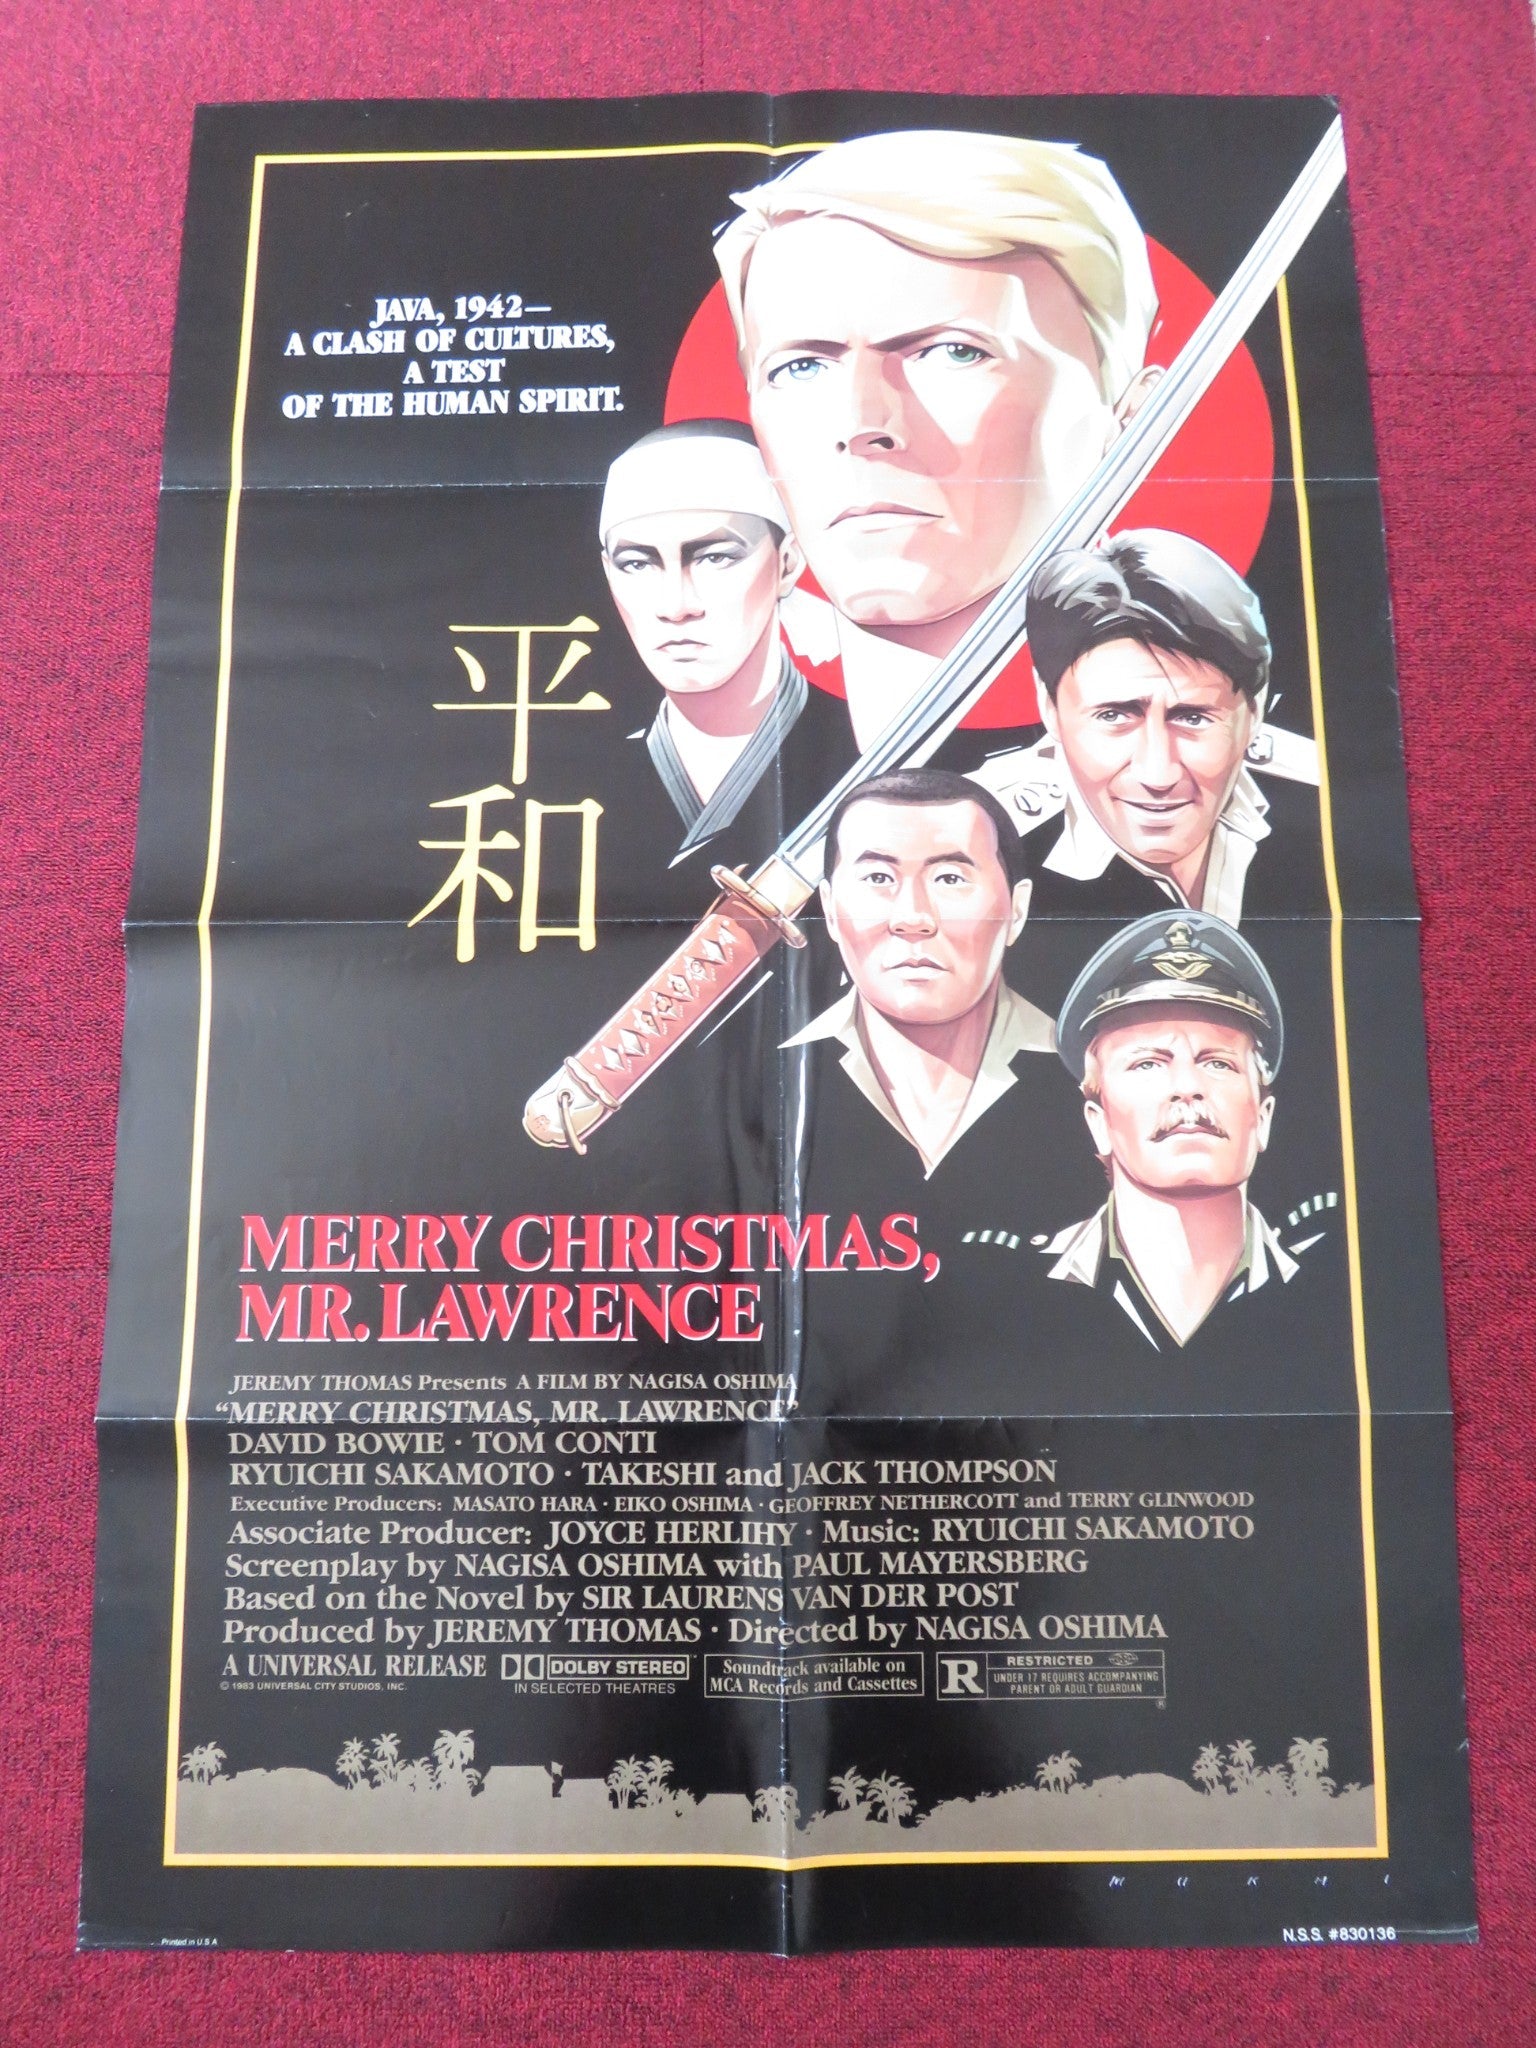 JAVA, 1942—
A CLASH OF CULTURES,
A TEST
OF THE HUMAN SPIRIT.
平
和
MERRY CHRISTMAS,
MR. LAWRENCE
JEREMY THOMAS Presents A FILM BY NAGISA OSHIMA
“MERRY CHRISTMAS, MR. LAWRENCE”
DAVID BOWIE · TOM CONTI
RYUICHI SAKAMOTO · TAKESHI and JACK THOMPSON
Executive Producers: MASATO HARA · EIKO OSHIMA · GEOFFREY NETHERCOTT and TERRY GLINWOOD
Associate Producer: JOYCE HERLIHY · Music: RYUICHI SAKAMOTO
Screenplay by NAGISA OSHIMA with PAUL MAYERSBERG
Based on the Novel by SIR LAURENS VAN DER POST
Produced by JEREMY THOMAS · Directed by NAGISA OSHIMA
A UNIVERSAL RELEASE
© 1983 UNIVERSAL CITY STUDIOS, INC.
DOLBY STEREO
IN SELECTED THEATRES
Soundtrack available on
MCA Records and Cassettes
R
RESTRICTED
UNDER 17 REQUIRES ACCOMPANYING
PARENT OR ADULT GUARDIAN
®
Printed in U.S.A
N.S.S. #830136